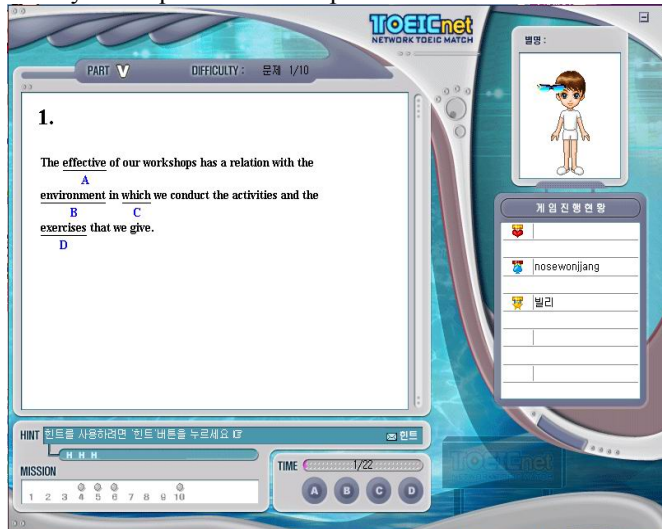 TOEICnet
NETWORK TOEIC MATCH
별명 :
PART V
DIFFICULTY : 문제 1/10
1.
The effective of our workshops has a relation with the
A
environment in which we conduct the activities and the
B C
exercises that we give.
D
게임진행현황
nosewonjjang
빌리
HINT 힌트를 사용하려면 '힌트'버튼을 누르세요
힌트
H H H
MISSION
1 2 3 4 5 6 7 8 9 10
TIME 1/22
A B C D
TOEICnet